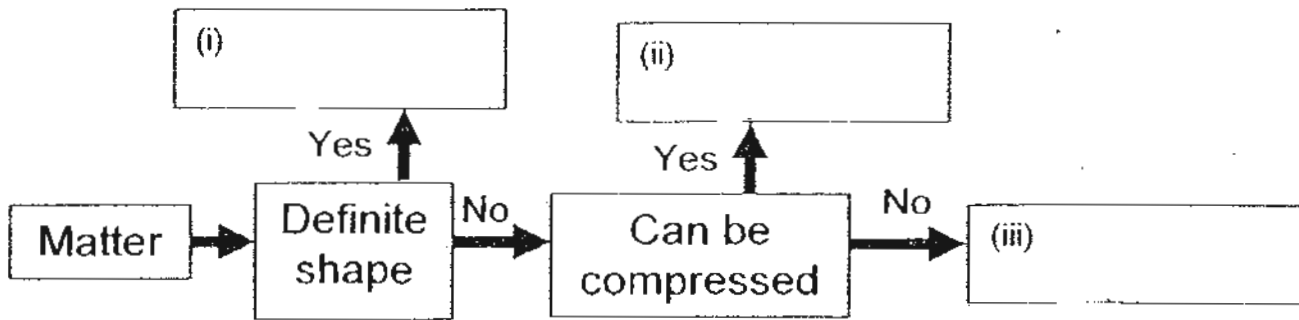 (i)
(ii)
Yes
Yes
Matter
Definite
shape
No
Can be
compressed
No
(iii)